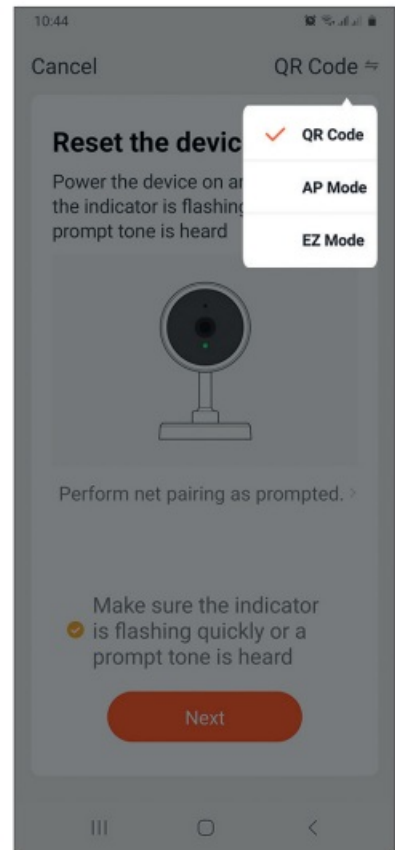 10:44
Cancel
QR Code
Reset the devic
QR Code
AP Mode
EZ Mode
Power the device on an
the indicator is flashing
prompt tone is heard
Perform net pairing as prompted. >
Make sure the indicator
is flashing quickly or a
prompt tone is heard
Next